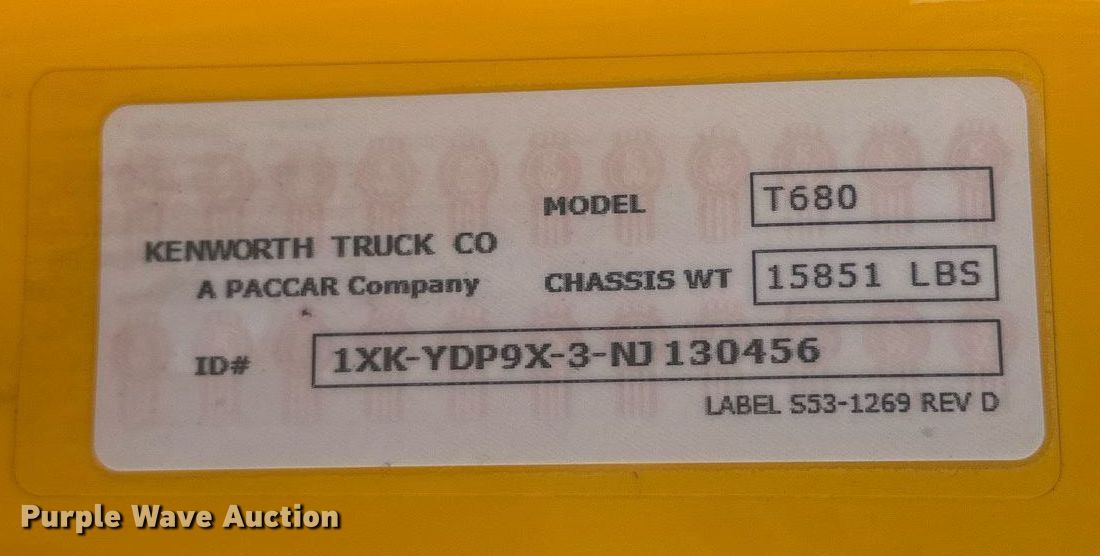 MODEL T680
KENWORTH TRUCK CO
A PACCAR Company
CHASSIS WT 15851 LBS
ID# 1XK-YDP9X-3-NJ130456
LABEL S53-1269 REV D
Purple Wave Auction